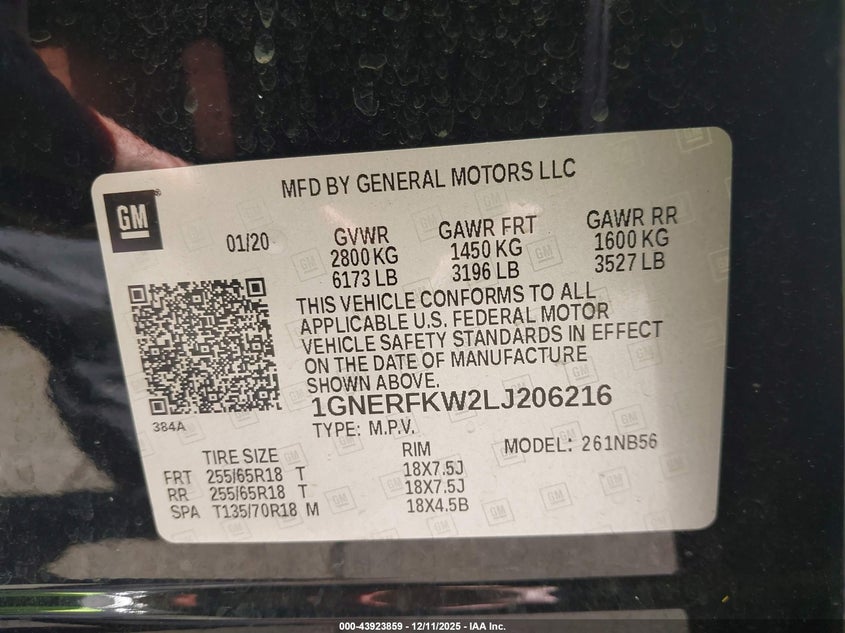 MFD BY GENERAL MOTORS LLC
GM®
01/20
GVWR
2800 KG
6173 LB
GAWR FRT
1450 KG
3196 LB
GAWR RR
1600 KG
3527 LB
THIS VEHICLE CONFORMS TO ALL
APPLICABLE U.S. FEDERAL MOTOR
VEHICLE SAFETY STANDARDS IN EFFECT
ON THE DATE OF MANUFACTURE
SHOWN ABOVE.
384A
1GNERFKW2LJ206216
TYPE: M.P.V.
MODEL: 261NB56
TIRE SIZE RIM
FRT 255/65R18 T 18X7.5J
RR 255/65R18 T 18X7.5J
SPA T135/70R18 M 18X4.5B
000-43923859 - 12/11/2025 - IAA Inc.